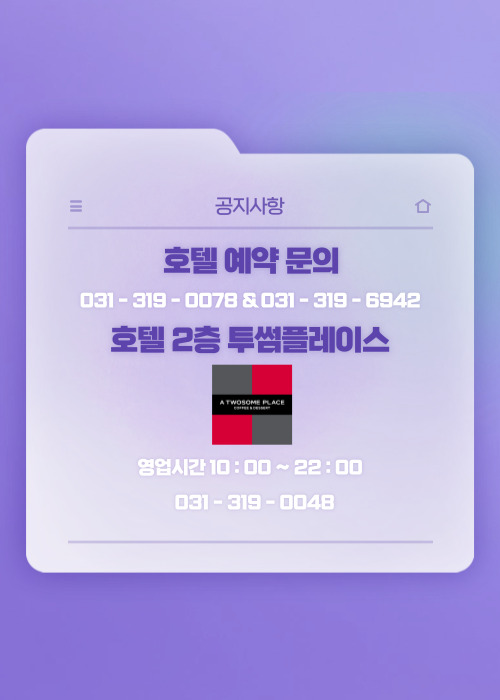 공지사항
호텔 예약 문의
031 - 319 - 0078 & 031 - 319 - 6942
호텔 2층 투썸플레이스
A TWOSOME PLACE
COFFEE & DESSERT
영업시간 10 : 00 ~ 22 : 00
031 - 319 - 0048